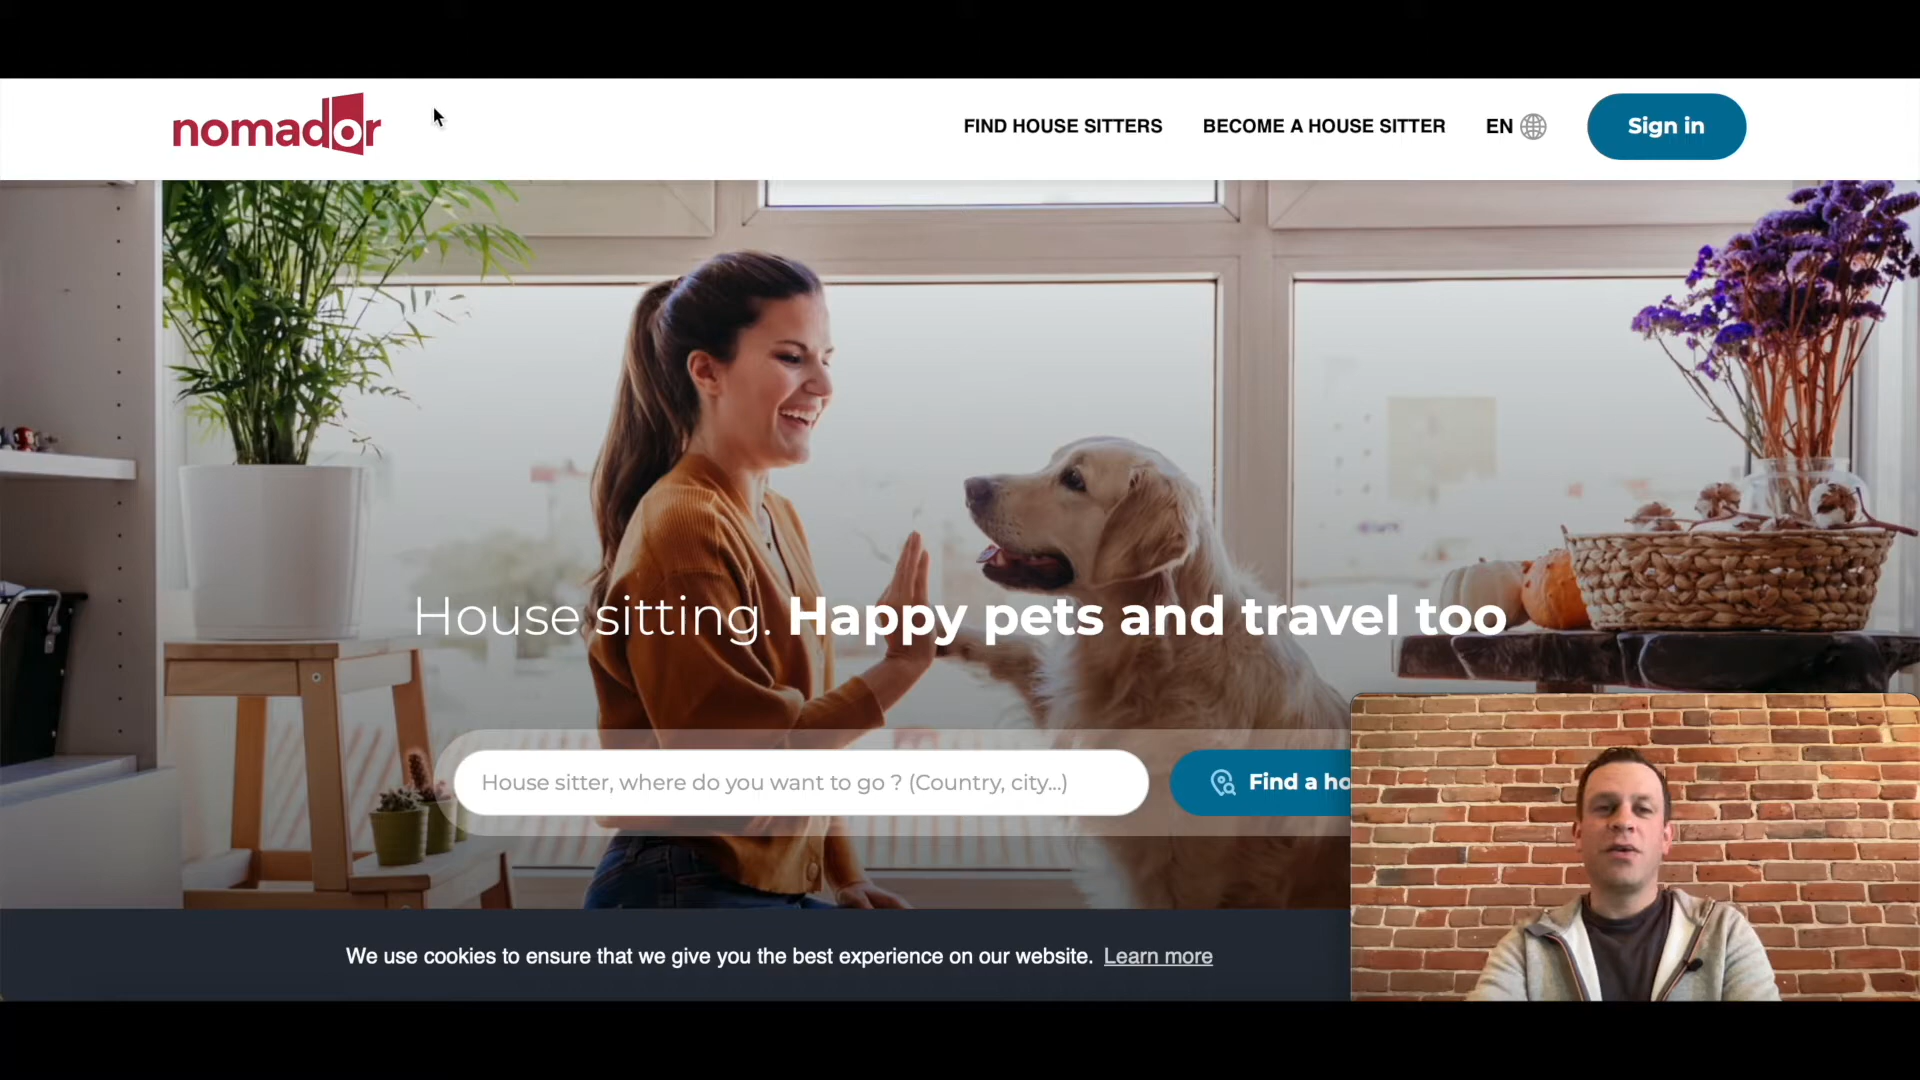 nomador
FIND HOUSE SITTERS
BECOME A HOUSE SITTER
EN
Sign in
House sitting. Happy pets and travel too
House sitter, where do you want to go ? (Country, city...)
Find a ho
We use cookies to ensure that we give you the best experience on our website. Learn more